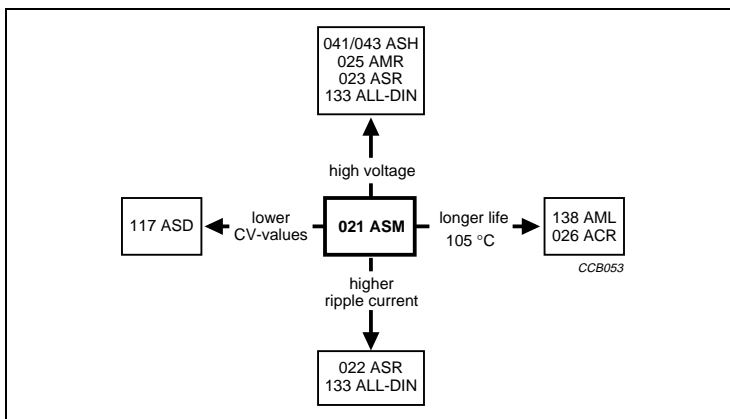 041/043 ASH
025 AMR
023 ASR
133 ALL-DIN
high voltage
117 ASD
lower
CV-values
021 ASM
longer life
105 °C
138 AML
026 ACR
CCB053
higher
ripple current
022 ASR
133 ALL-DIN